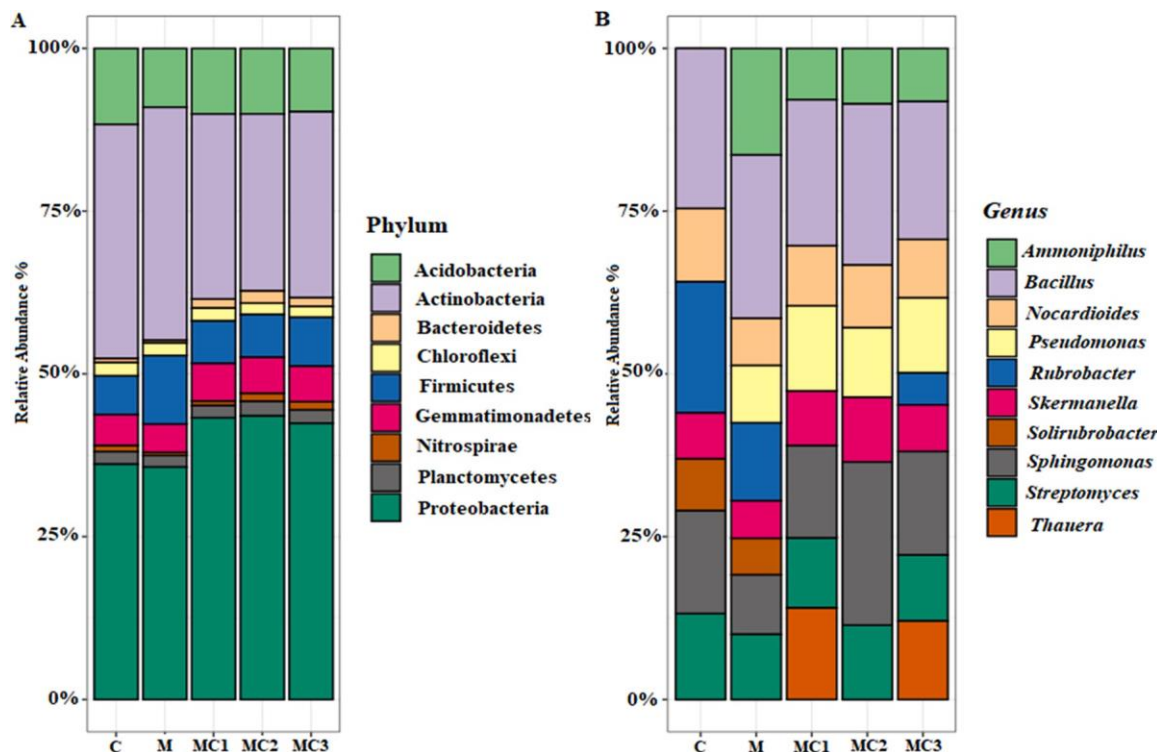 A
100%
75%
50%
25%
0%
Relative Abundance %
C M MC1 MC2 MC3
Phylum
Acidobacteria
Actinobacteria
Bacteroidetes
Chloroflexi
Firmicutes
Gemmatimonadetes
Nitrospirae
Planctomycetes
Proteobacteria
B
100%
75%
50%
25%
0%
Relative Abundance %
C M MC1 MC2 MC3
Genus
Ammoniphilus
Bacillus
Nocardioides
Pseudomonas
Rubrobacter
Skermanella
Solirubrobacter
Sphingomonas
Streptomyces
Thauera